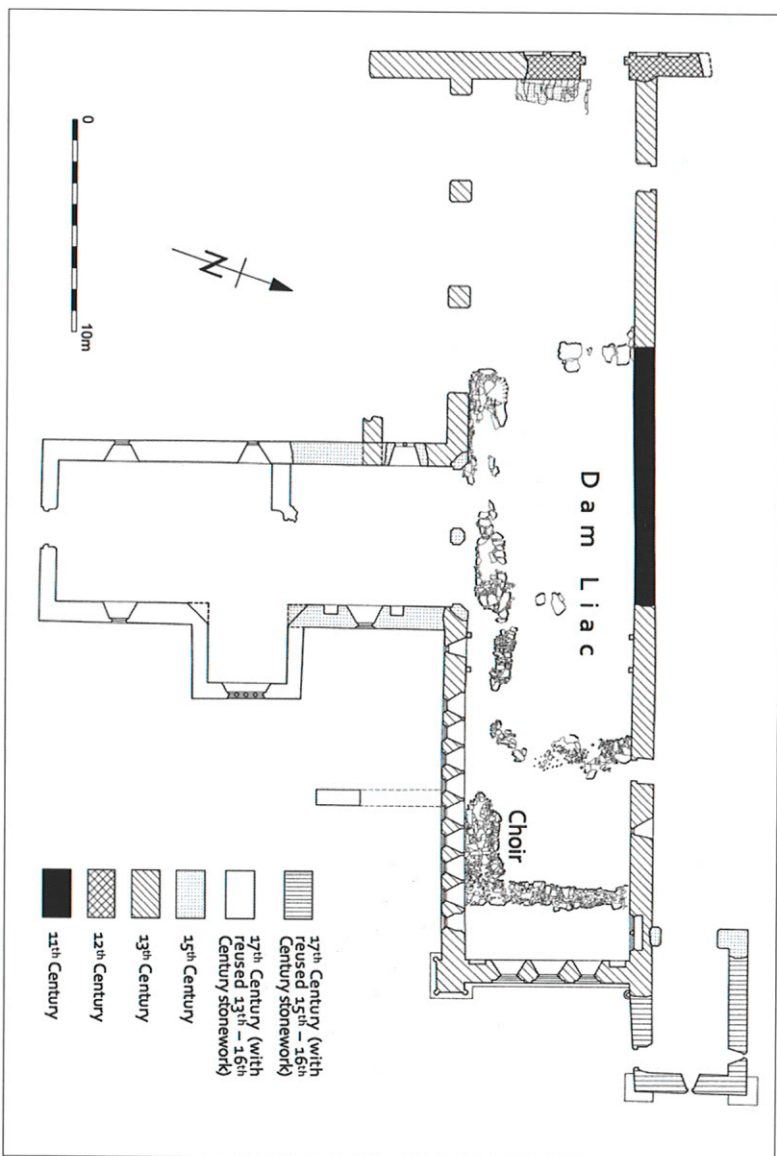 0
10m
N
Dam Liac
Choir
17th Century (with
reused 15th – 16th
Century stonework)
17th Century (with
reused 13th – 16th
Century stonework)
15th Century
13th Century
12th Century
11th Century